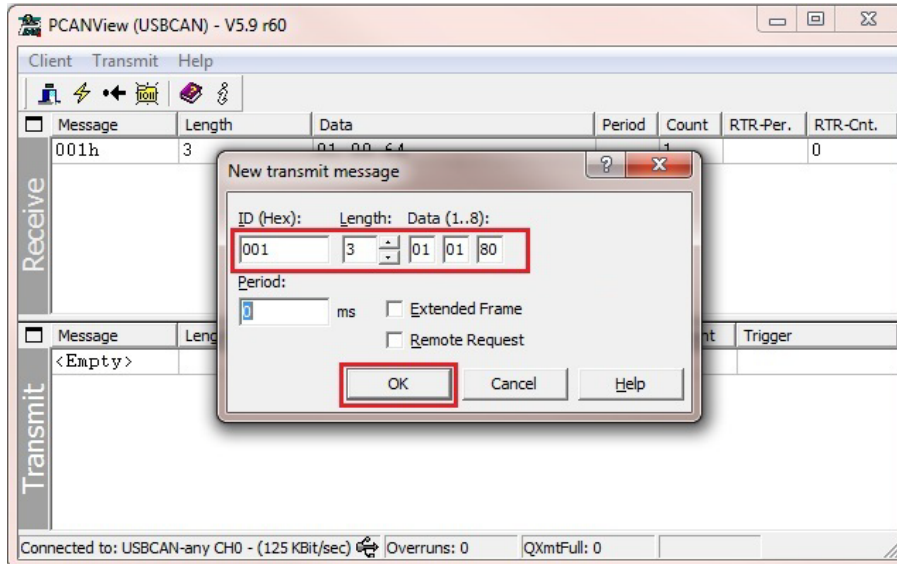 PCANView (USBCAN) - V5.9 r60
Client Transmit Help
Message Length Data Period Count RTR-Per. RTR-Cnt.
001h 3 01 00 64 1 0
Receive
New transmit message
ID (Hex): Length: Data (1..8):
001 3 01 01 80
Period:
0 ms Extended Frame
Remote Request
OK Cancel Help
Message Trigger
<Empty>
Transmit
Connected to: USBCAN-any CH0 - (125 KBit/sec) Overruns: 0 QXmtFull: 0